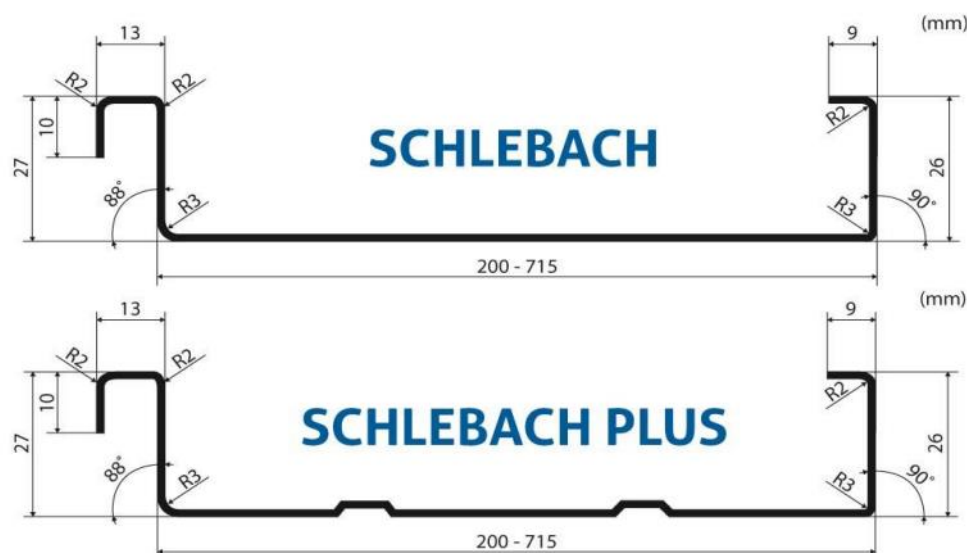 13
9
(mm)
R2
R2
10
27
SCHLEBACH
R2
26
88°
R3
R3
90°
200 - 715
13
9
(mm)
R2
R2
10
27
SCHLEBACH PLUS
R2
26
88°
R3
R3
90°
200 - 715